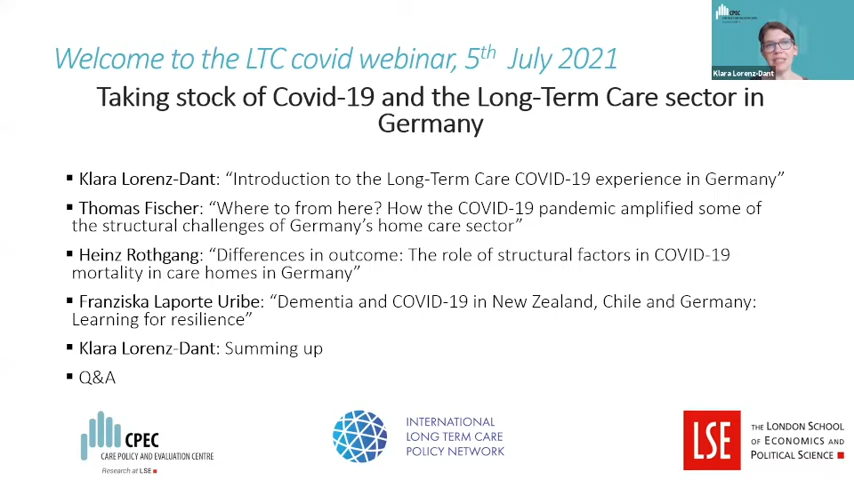 Welcome to the LTC covid webinar, 5th July 2021
CPEC
Klara Lorenz-Dant
Taking stock of Covid-19 and the Long-Term Care sector in
Germany
▪ Klara Lorenz-Dant: “Introduction to the Long-Term Care COVID-19 experience in Germany”
▪ Thomas Fischer: “Where to from here? How the COVID-19 pandemic amplified some of
the structural challenges of Germany’s home care sector”
▪ Heinz Rothgang: “Differences in outcome: The role of structural factors in COVID-19
mortality in care homes in Germany”
▪ Franziska Laporte Uribe: “Dementia and COVID-19 in New Zealand, Chile and Germany:
Learning for resilience”
▪ Klara Lorenz-Dant: Summing up
▪ Q&A
CPEC
CARE POLICY AND EVALUATION CENTRE
Research at LSE
INTERNATIONAL
LONG TERM CARE
POLICY NETWORK
LSE
THE LONDON SCHOOL
OF ECONOMICS AND
POLITICAL SCIENCE